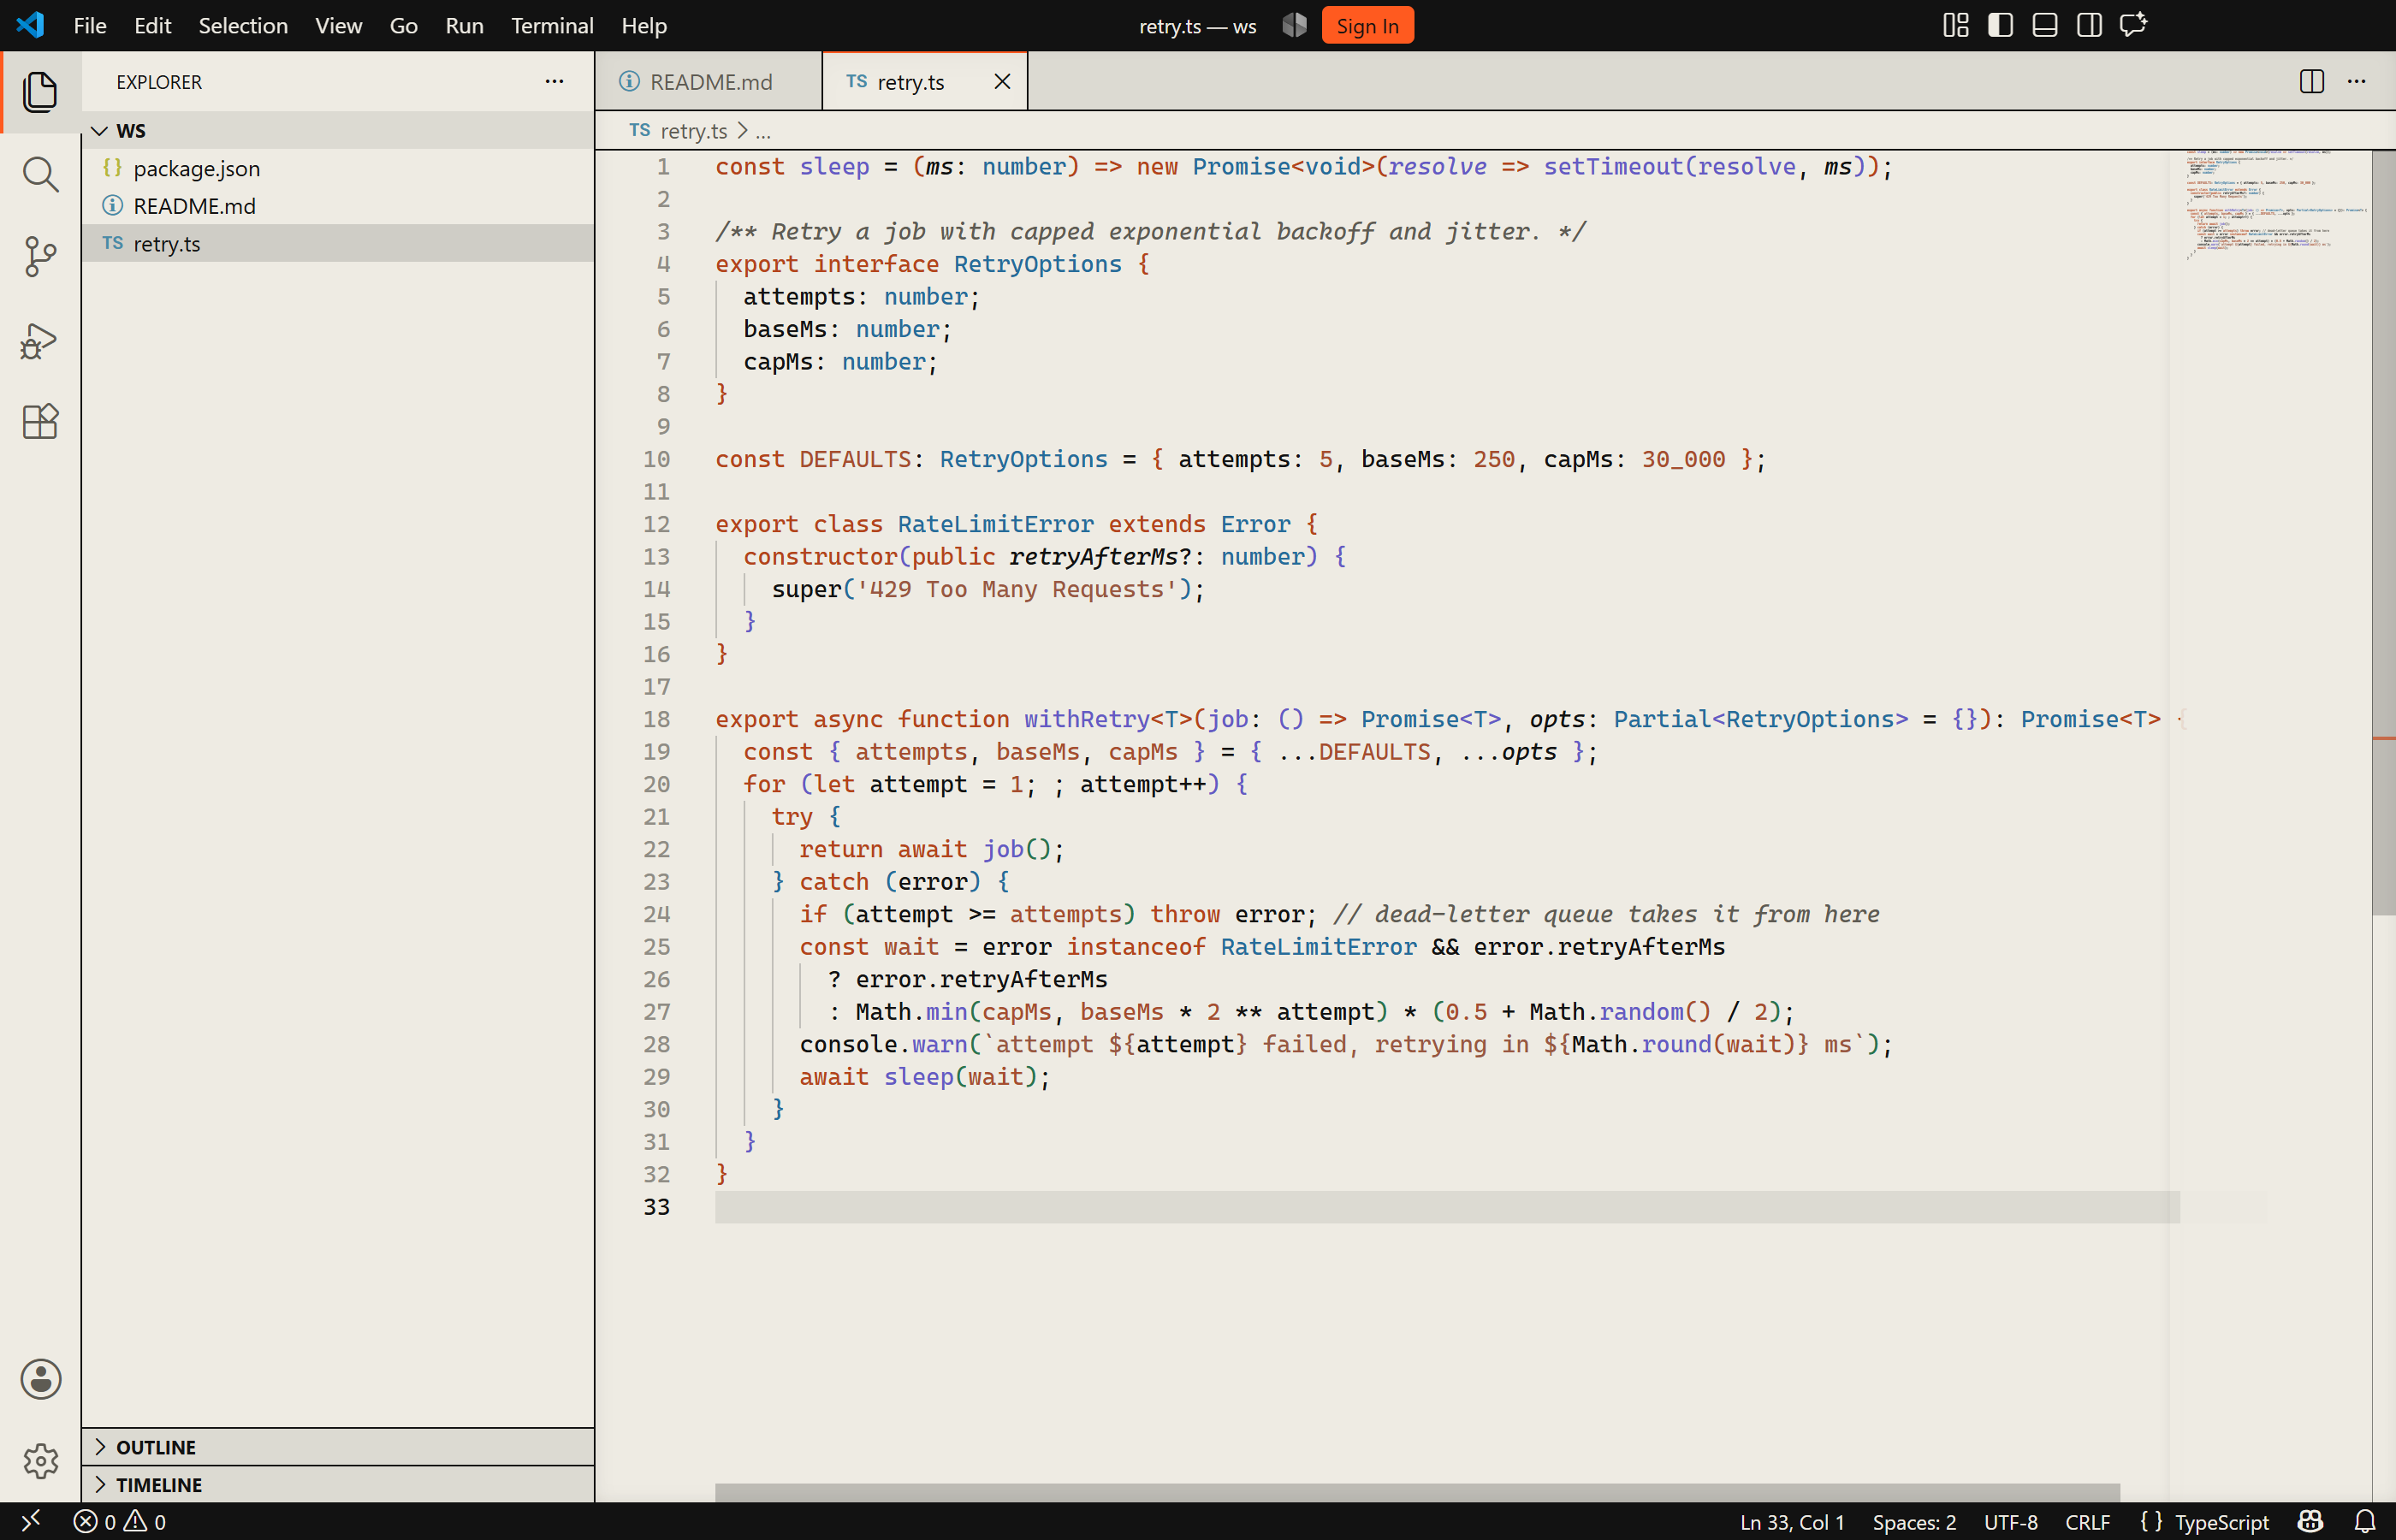 File Edit Selection View Go Run Terminal Help
retry.ts — ws
Sign In
EXPLORER
WS
{} package.json
README.md
TS retry.ts
OUTLINE
TIMELINE
README.md
TS retry.ts
TS retry.ts > ...
1 const sleep = (ms: number) => new Promise<void>(resolve => setTimeout(resolve, ms));
2
3 /** Retry a job with capped exponential backoff and jitter. */
4 export interface RetryOptions {
5   attempts: number;
6   baseMs: number;
7   capMs: number;
8 }
9
10 const DEFAULTS: RetryOptions = { attempts: 5, baseMs: 250, capMs: 30_000 };
11
12 export class RateLimitError extends Error {
13   constructor(public retryAfterMs?: number) {
14     super('429 Too Many Requests');
15   }
16 }
17
18 export async function withRetry<T>(job: () => Promise<T>, opts: Partial<RetryOptions> = {}): Promise<T> {
19   const { attempts, baseMs, capMs } = { ...DEFAULTS, ...opts };
20   for (let attempt = 1; ; attempt++) {
21     try {
22       return await job();
23     } catch (error) {
24       if (attempt >= attempts) throw error; // dead-letter queue takes it from here
25       const wait = error instanceof RateLimitError && error.retryAfterMs
26         ? error.retryAfterMs
27         : Math.min(capMs, baseMs * 2 ** attempt) * (0.5 + Math.random() / 2);
28       console.warn(`attempt ${attempt} failed, retrying in ${Math.round(wait)} ms`);
29       await sleep(wait);
30     }
31   }
32 }
33
0 0
Ln 33, Col 1 Spaces: 2 UTF-8 CRLF {} TypeScript